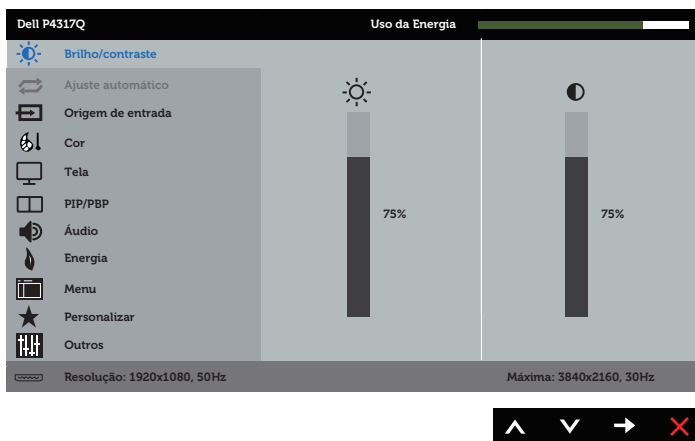 Dell P4317Q Uso da Energia
Brilho/contraste
Ajuste automático
Origem de entrada
Cor
Tela
PIP/PBP
Áudio
Energia
Menu
Personalizar
Outros
75%
75%
Resolução: 1920x1080, 50Hz Máxima: 3840x2160, 30Hz